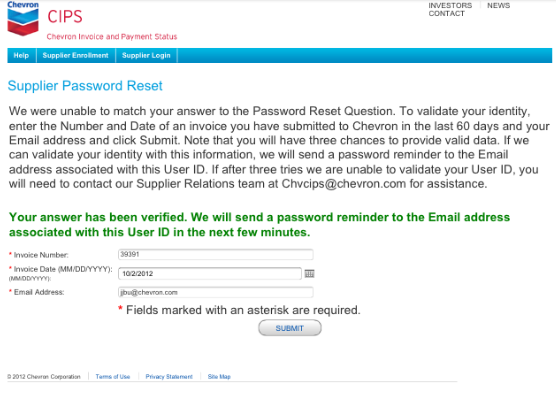 Chevron
CIPS
Chevron Invoice and Payment Status
INVESTORS NEWS
CONTACT
Help Supplier Enrollment Supplier Login
Supplier Password Reset
We were unable to match your answer to the Password Reset Question. To validate your identity,
enter the Number and Date of an invoice you have submitted to Chevron in the last 60 days and your
Email address and click Submit. Note that you will have three chances to provide valid data. If we
can validate your identity with this information, we will send a password reminder to the Email
address associated with this User ID. If after three tries we are unable to validate your User ID, you
will need to contact our Supplier Relations team at Chvcips@chevron.com for assistance.
Your answer has been verified. We will send a password reminder to the Email address
associated with this User ID in the next few minutes.
* Invoice Number: 39391
* Invoice Date (MM/DD/YYYY): 10/2/2012
(MM/DD/YYYY):
* Email Address: jibu@chevron.com
* Fields marked with an asterisk are required.
SUBMIT
© 2012 Chevron Corporation Terms of Use Privacy Statement Site Map